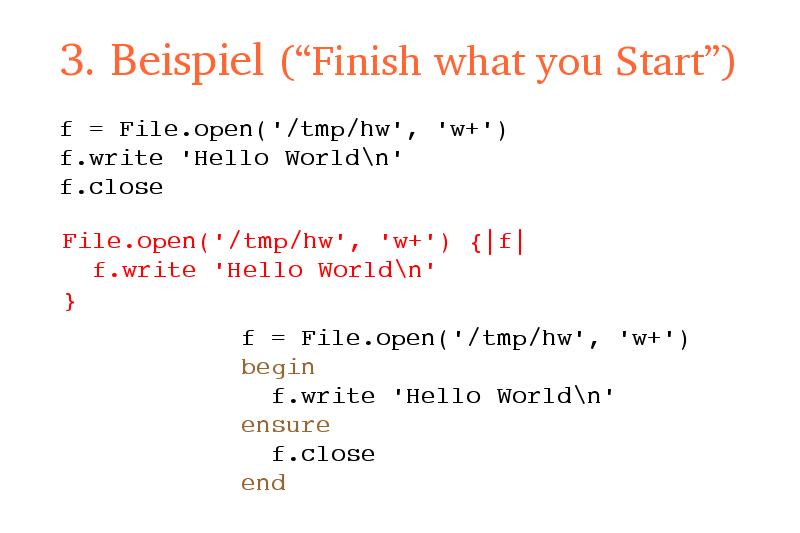 3. Beispiel (“Finish what you Start”)
f = File.open('/tmp/hw', 'w+')
f.write 'Hello World\n'
f.close
File.open('/tmp/hw', 'w+') {|f|
  f.write 'Hello World\n'
}
f = File.open('/tmp/hw', 'w+')
begin
  f.write 'Hello World\n'
ensure
  f.close
end